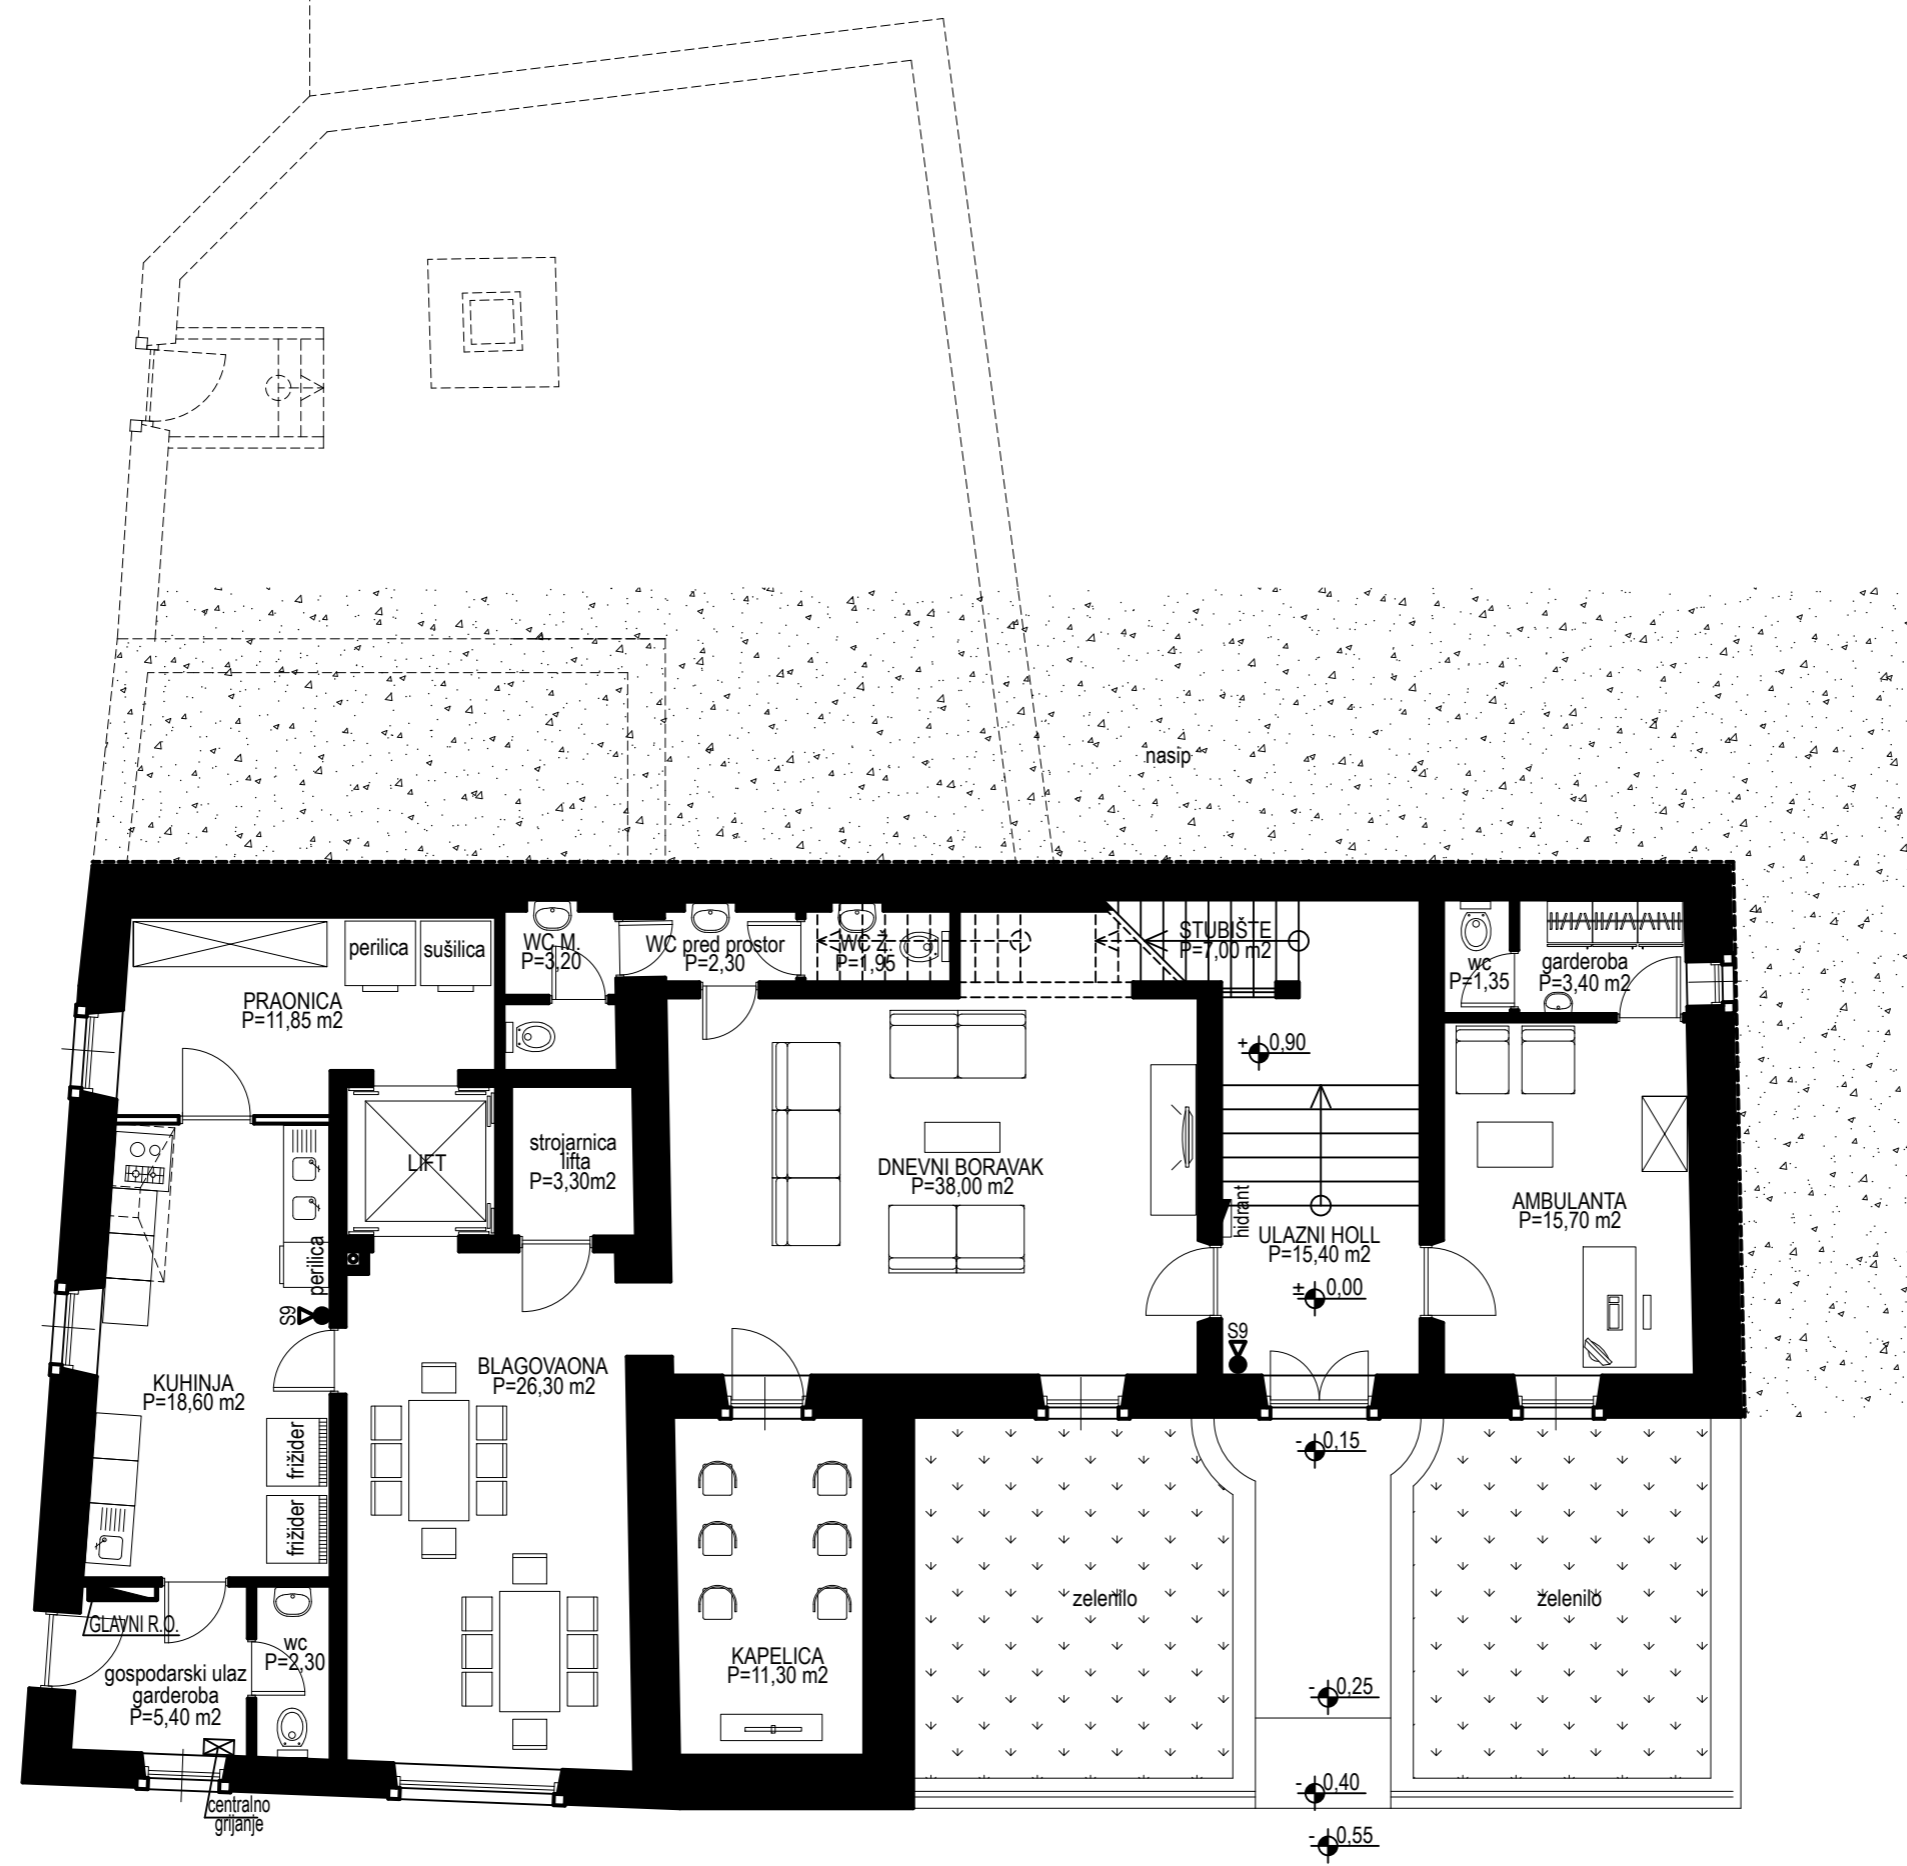 nasip
perilica
sušilica
PRAONICA
P=11,85 m2
WC M.
P=3,20
WC pred prostor
P=2,30
WC Ž.
P=1,95
STUBIŠTE
P=7,00 m2
wc
P=1,35
garderoba
P=3,40 m2
+ 0,90
LIFT
strojarnica
lifta
P=3,30m2
DNEVNI BORAVAK
P=38,00 m2
hidrant
ULAZNI HOLL
P=15,40 m2
± 0,00
AMBULANTA
P=15,70 m2
perilica
S9
S9
KUHINJA
P=18,60 m2
BLAGOVAONA
P=26,30 m2
frižider
frižider
- 0,15
GLAVNI R.O.
gospodarski ulaz
garderoba
P=5,40 m2
wc
P=2,30
KAPELICA
P=11,30 m2
zelenilo
zelenilo
- 0,25
- 0,40
- 0,55
centralno
grijanje